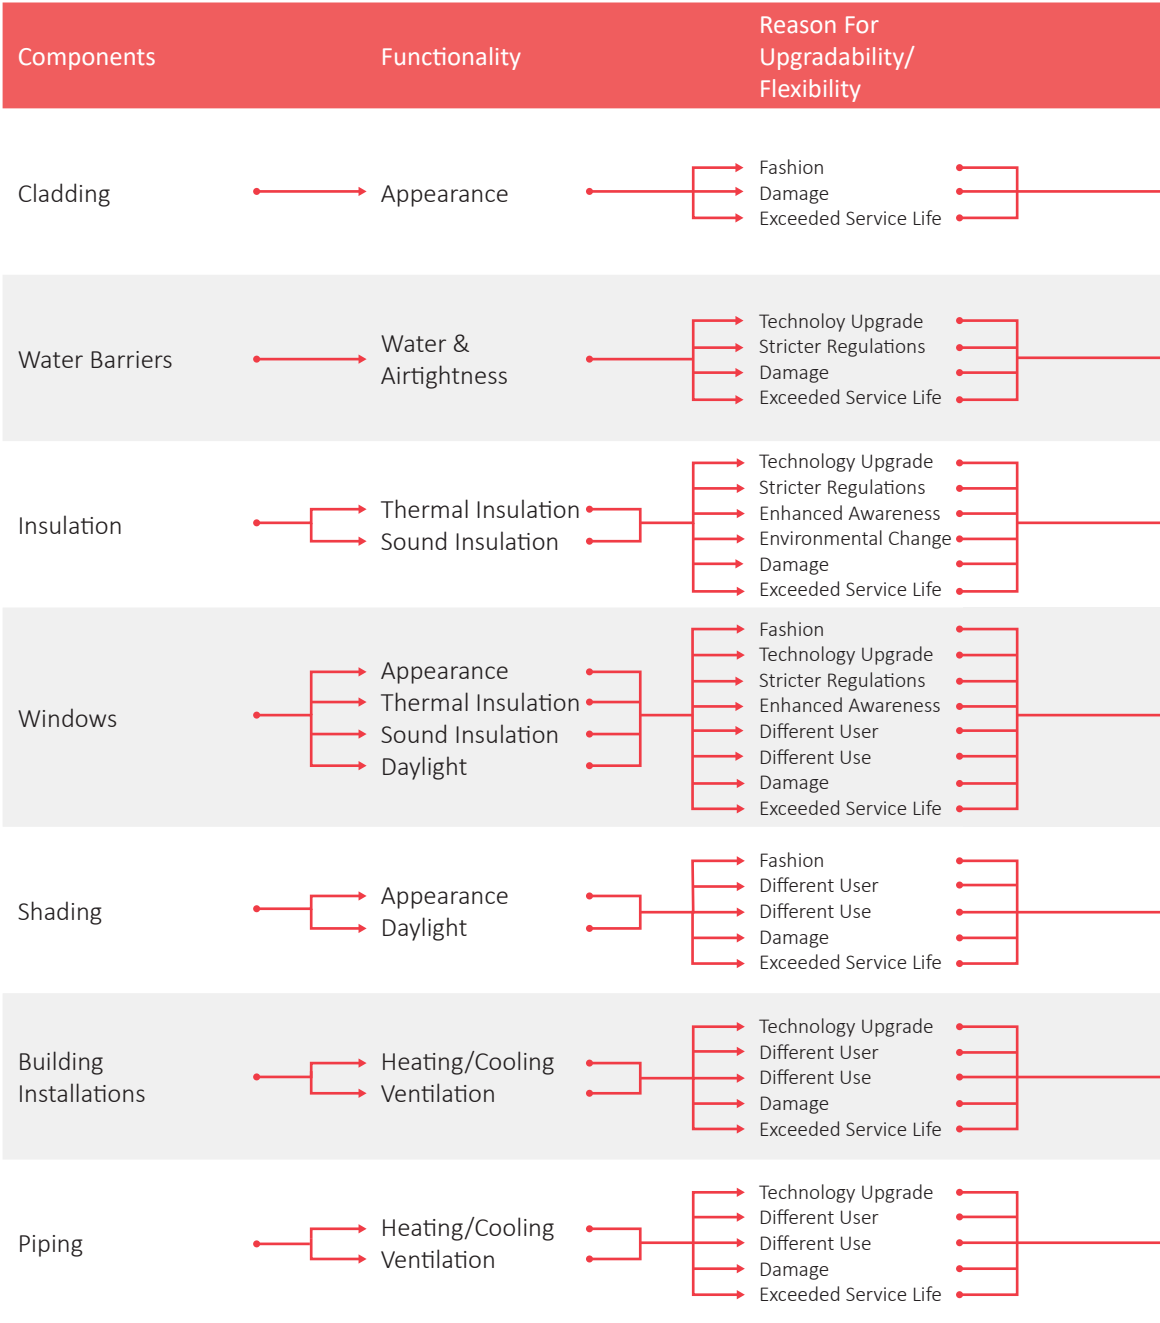 Components
Functionality
Reason For
Upgradability/
Flexibility
Cladding
Appearance
Fashion
Damage
Exceeded Service Life
Water Barriers
Water &
Airtightness
Technoloy Upgrade
Stricter Regulations
Damage
Exceeded Service Life
Insulation
Thermal Insulation
Sound Insulation
Technology Upgrade
Stricter Regulations
Enhanced Awareness
Environmental Change
Damage
Exceeded Service Life
Windows
Appearance
Thermal Insulation
Sound Insulation
Daylight
Fashion
Technology Upgrade
Stricter Regulations
Enhanced Awareness
Different User
Different Use
Damage
Exceeded Service Life
Shading
Appearance
Daylight
Fashion
Different User
Different Use
Damage
Exceeded Service Life
Building
Installations
Heating/Cooling
Ventilation
Technology Upgrade
Different User
Different Use
Damage
Exceeded Service Life
Piping
Heating/Cooling
Ventilation
Technology Upgrade
Different User
Different Use
Damage
Exceeded Service Life